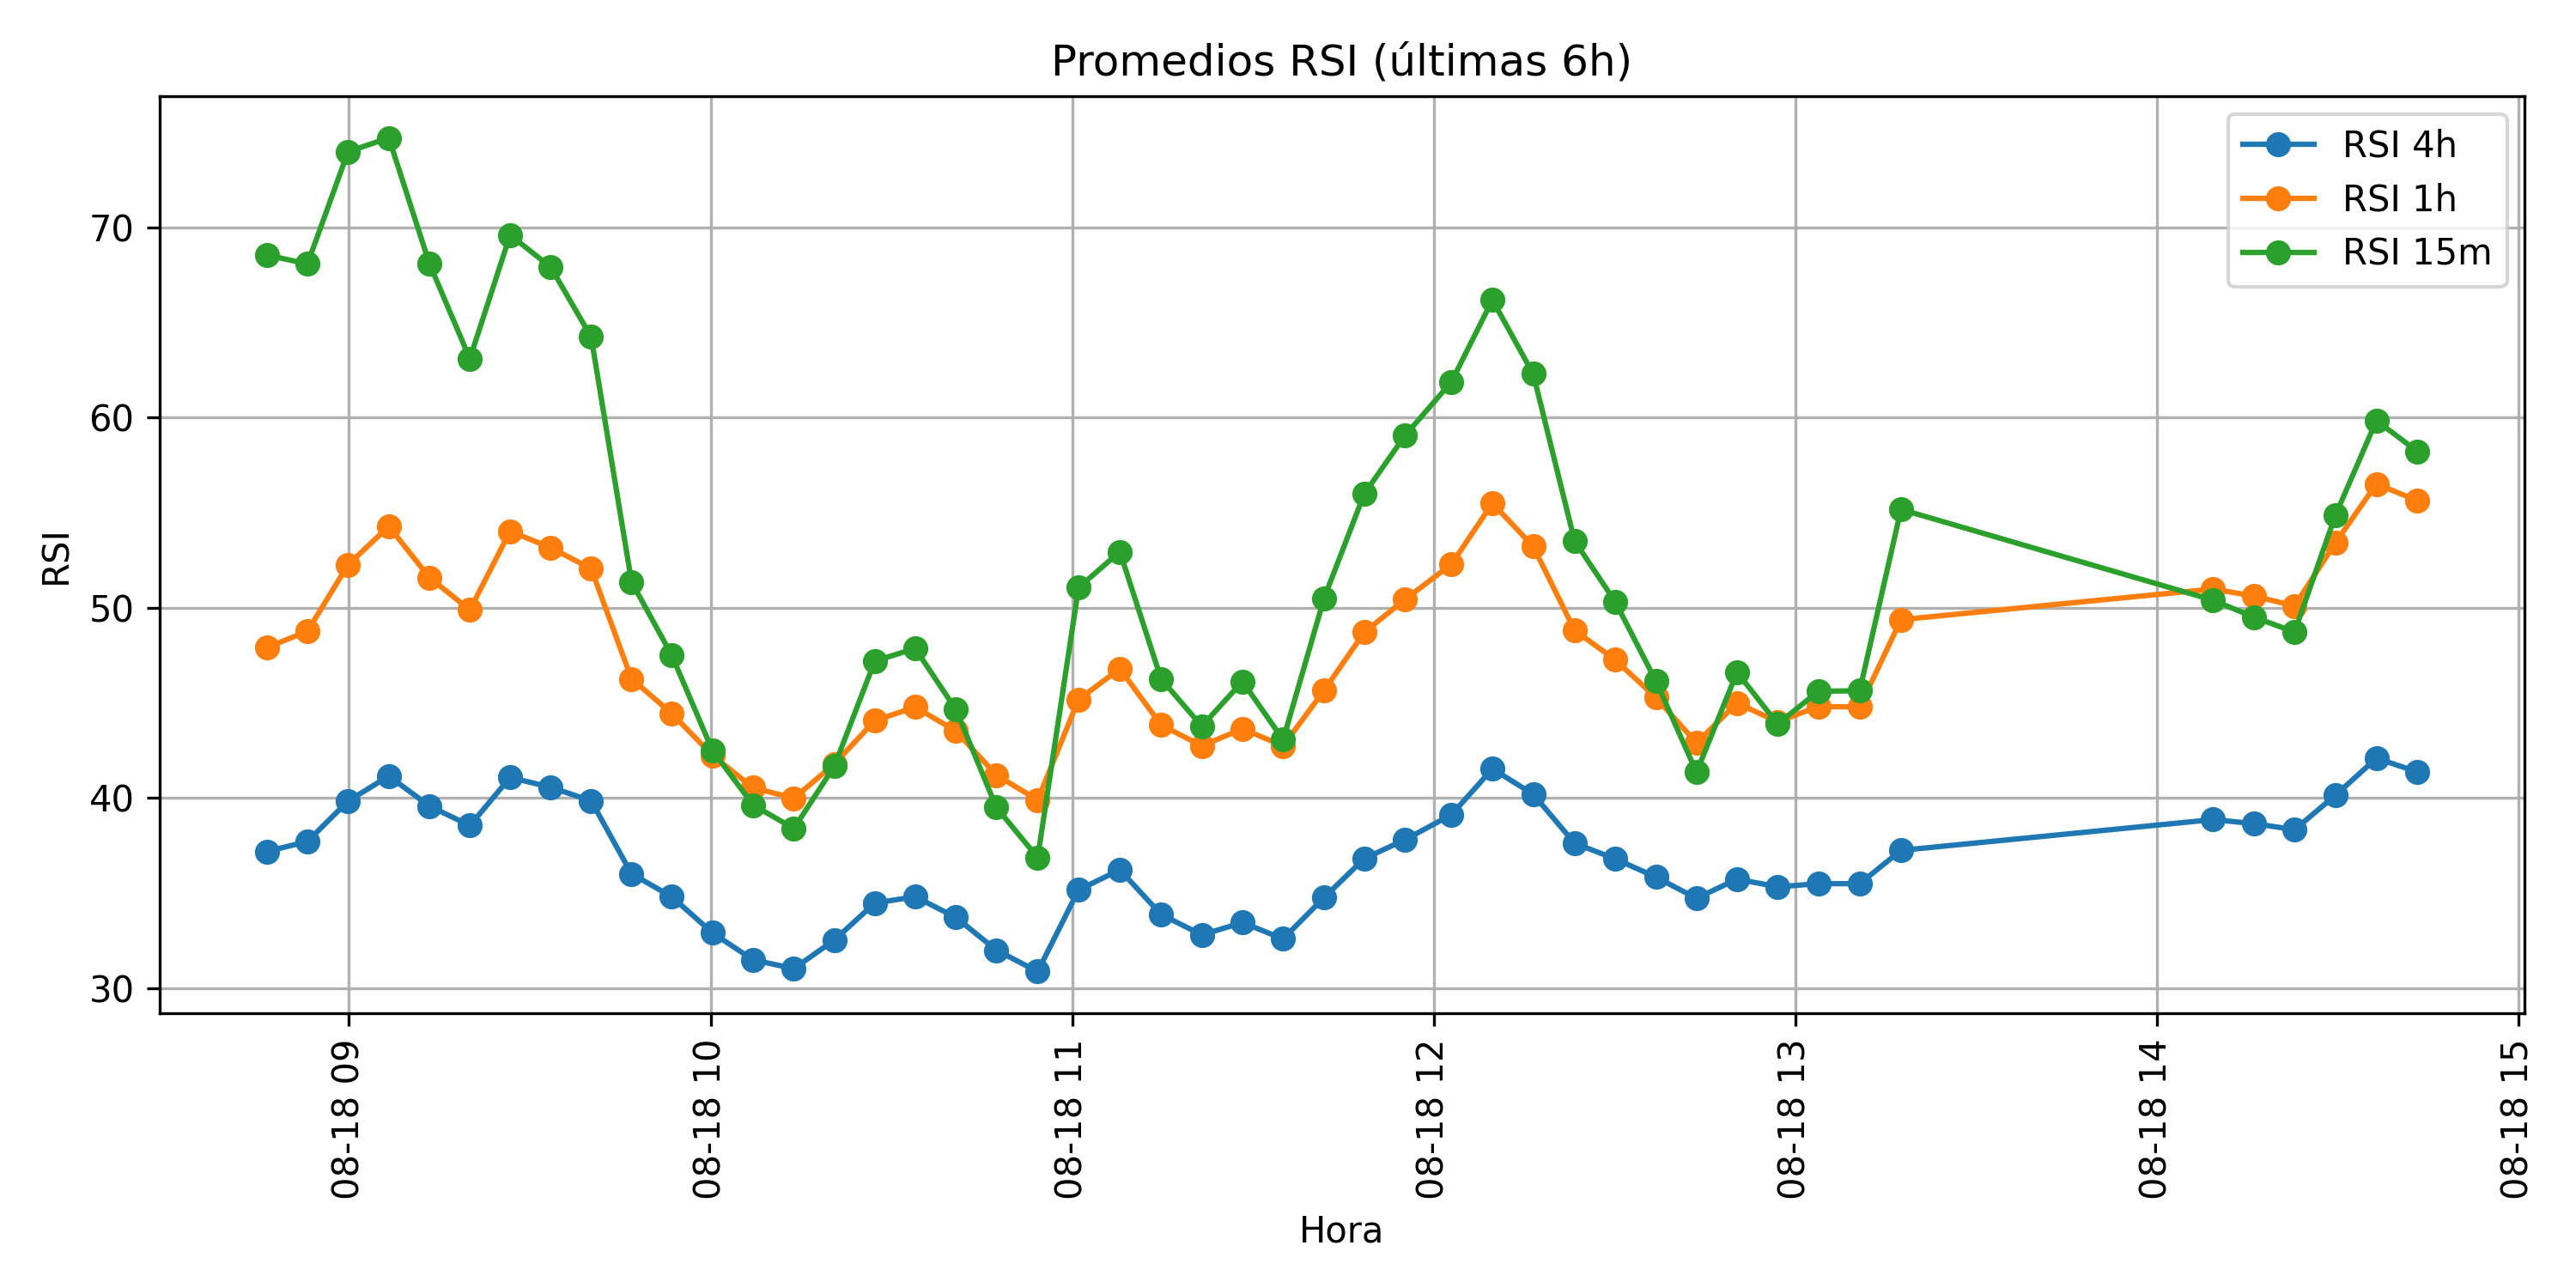 Promedios RSI (últimas 6h)
RSI 4h
RSI 1h
RSI 15m
RSI
70
60
50
40
30
08-18 09
08-18 10
08-18 11
08-18 12
08-18 13
08-18 14
08-18 15
Hora